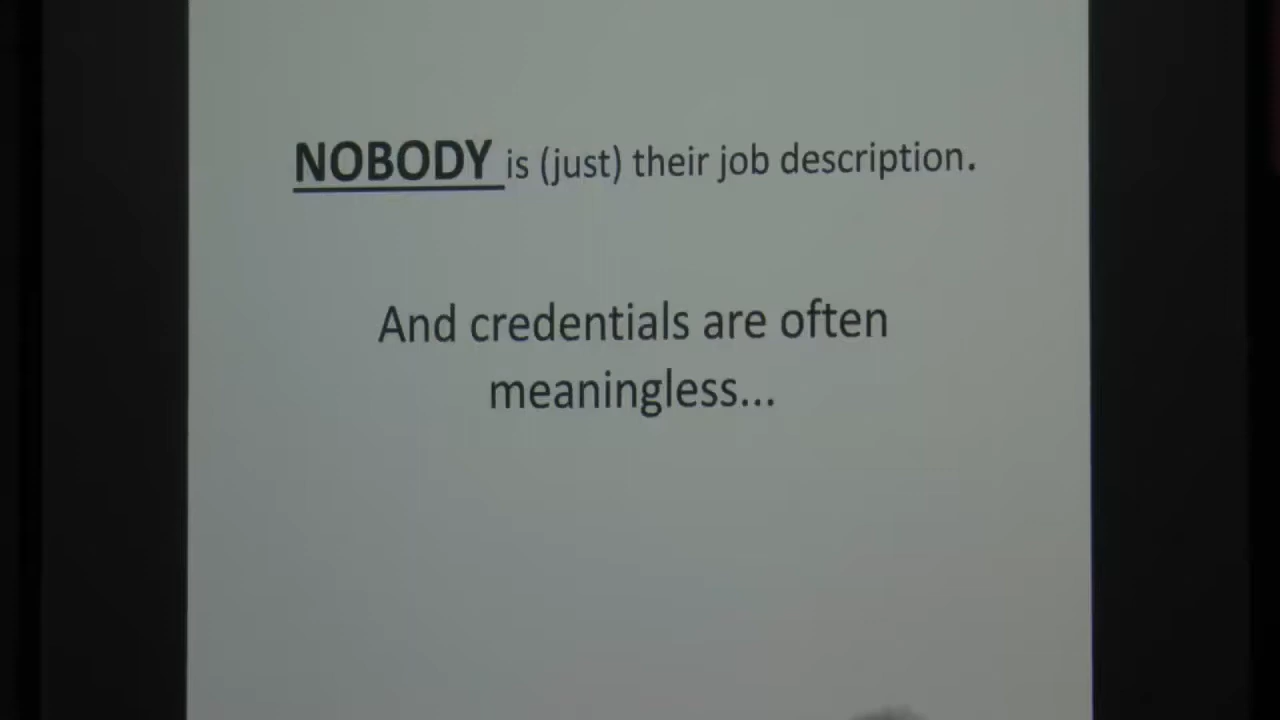 NOBODY is (just) their job description.
And credentials are often
meaningless...